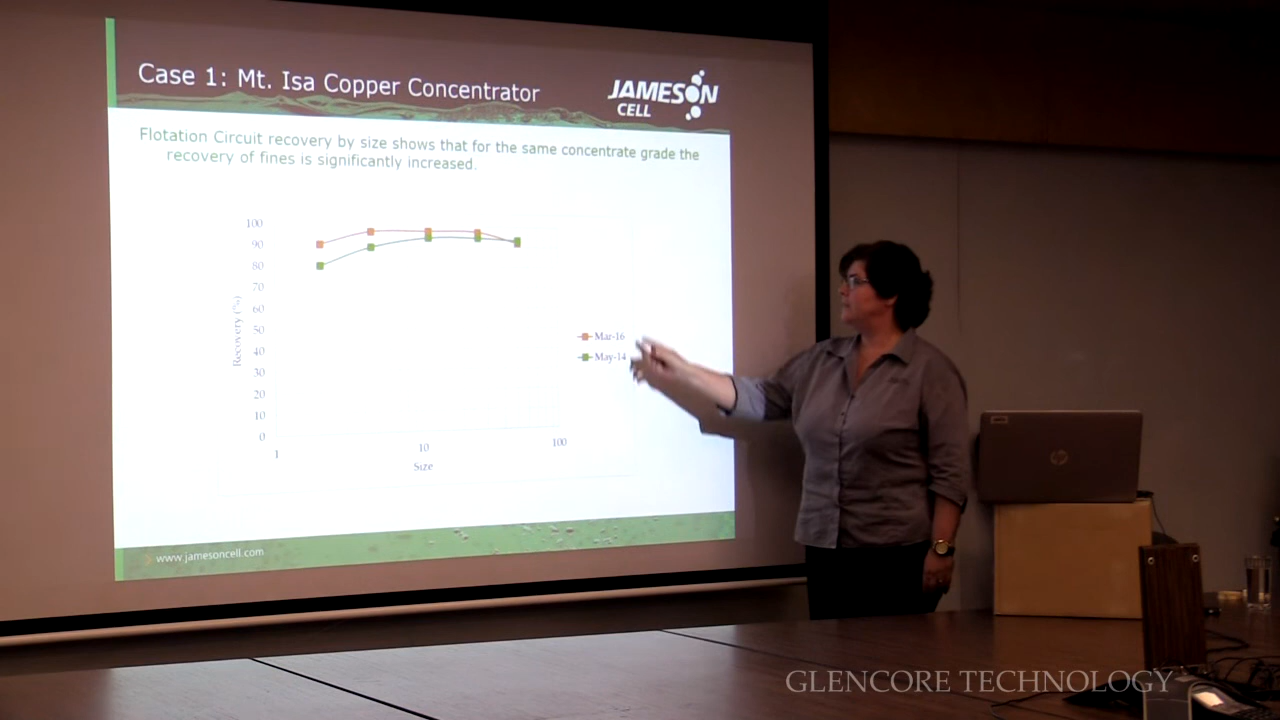 Case 1: Mt. Isa Copper Concentrator
JAMESON
CELL
Flotation Circuit recovery by size shows that for the same concentrate grade the
recovery of fines is significantly increased.
100
90
80
70
60
50
40
30
20
10
0
Recovery (%)
1
10
100
Size
Mar-16
May-14
www.jamesoncell.com
hp
GLENCORE TECHNOLOGY